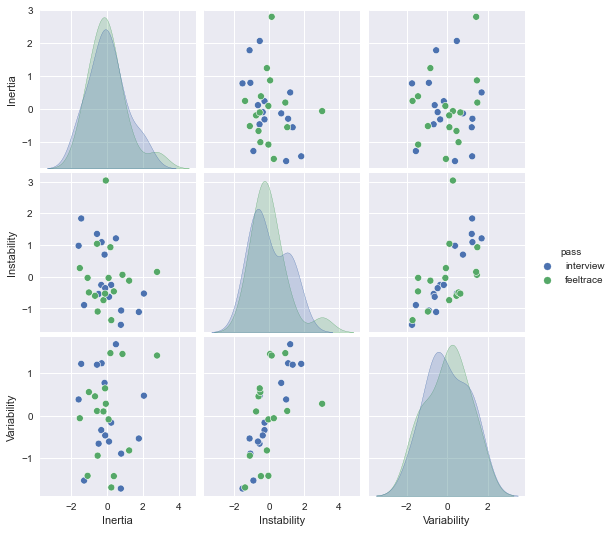 3
2
1
0
−1
Inertia
3
2
1
0
−1
Instability
pass
interview
feeltrace
1
0
−1
Variability
−2 0 2 4
−2 0 2 4
−2 0 2
Inertia Instability Variability